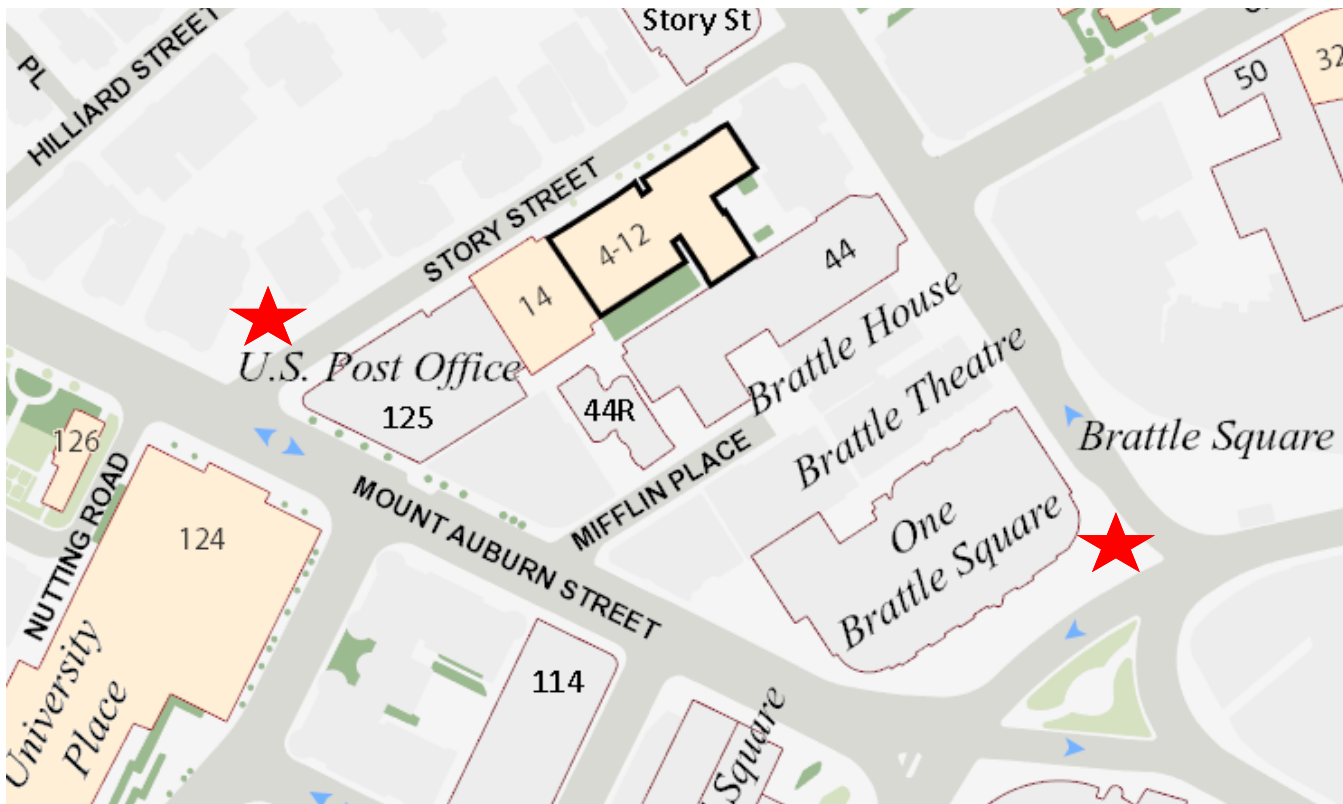 Story St
PL
HILLIARD STREET
50
32
STORY STREET
4-12
14
44
U.S. Post Office
125
44R
Brattle House
Brattle Theatre
Brattle Square
MIFFLIN PLACE
126
NUTTING ROAD
124
MOUNT AUBURN STREET
One
Brattle Square
University
Place
114
Square